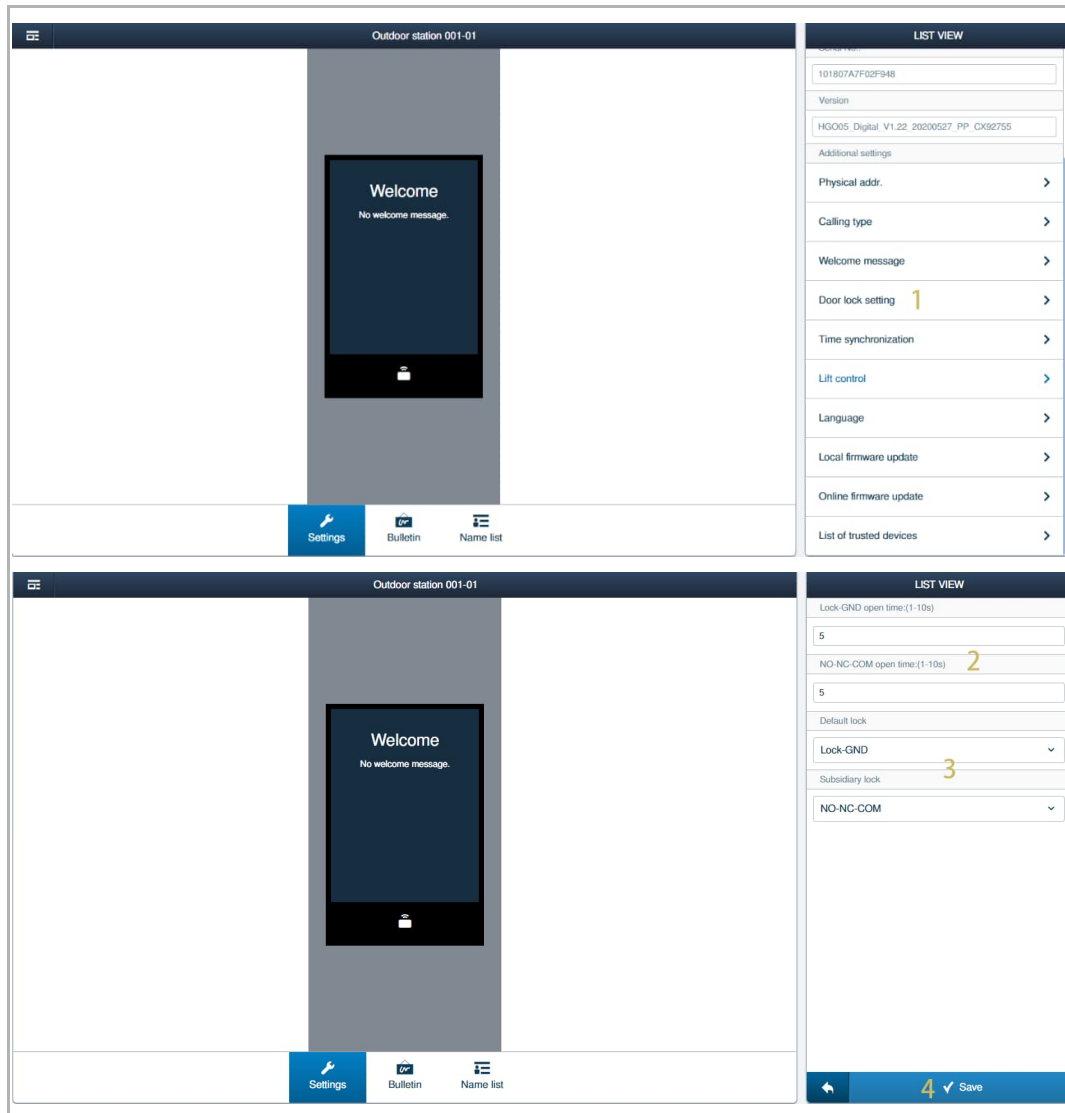 Outdoor station 001-01
LIST VIEW
101807A7F02F948
Version
HGO05_Digital_V1.22_20200527_PP_CX92755
Additional settings
Physical addr.
Calling type
Welcome message
Door lock setting 1
Time synchronization
Lift control
Language
Local firmware update
Online firmware update
List of trusted devices
Welcome
No welcome message.
Settings
Bulletin
Name list
Outdoor station 001-01
LIST VIEW
Lock-GND open time:(1-10s)
5
NO-NC-COM open time:(1-10s) 2
5
Default lock
Lock-GND
3
Subsidiary lock
NO-NC-COM
Welcome
No welcome message.
Settings
Bulletin
Name list
4 Save